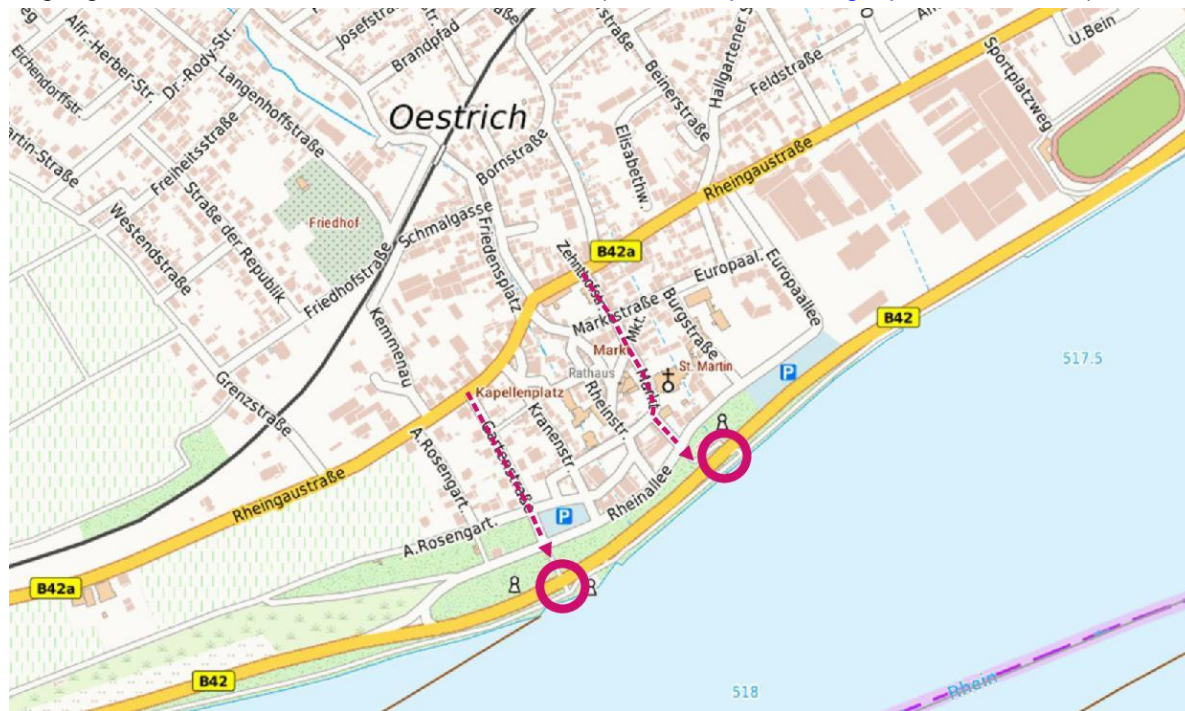 Josefstraße
Str.
Brandpfad
Alfr.-Herber-Str.
Eichendorffstr.
Dr.-Rody-Str.
Langenhoffstraße
Martin-Straße
Freiheitsstraße
Straße der Republik
Westendstraße
Friedhof
Oestrich
Bornstraße
Schmalgasse
Friedhofstraße
Friedensplatz
Beinerstraße
Hallgartener S
Feldstraße
Elisabethw.
Sportplatzweg
U.Bein
Rheingaustraße
B42a
Zehnthofstr.
Europaal.
Europaallee
Marktstraße
Burgstraße
Mkt.
Markt
Rathaus
Markt
St. Martin
P
B42
517.5
Kemmenau
Grenzstraße
Kapellenplatz
Kranenstr.
Rheinstr.
Gartenstraße
A.Rosengart.
Rheingaustraße
A.Rosengart.
P
Rheinallee
B42a
B42
518
Rhein